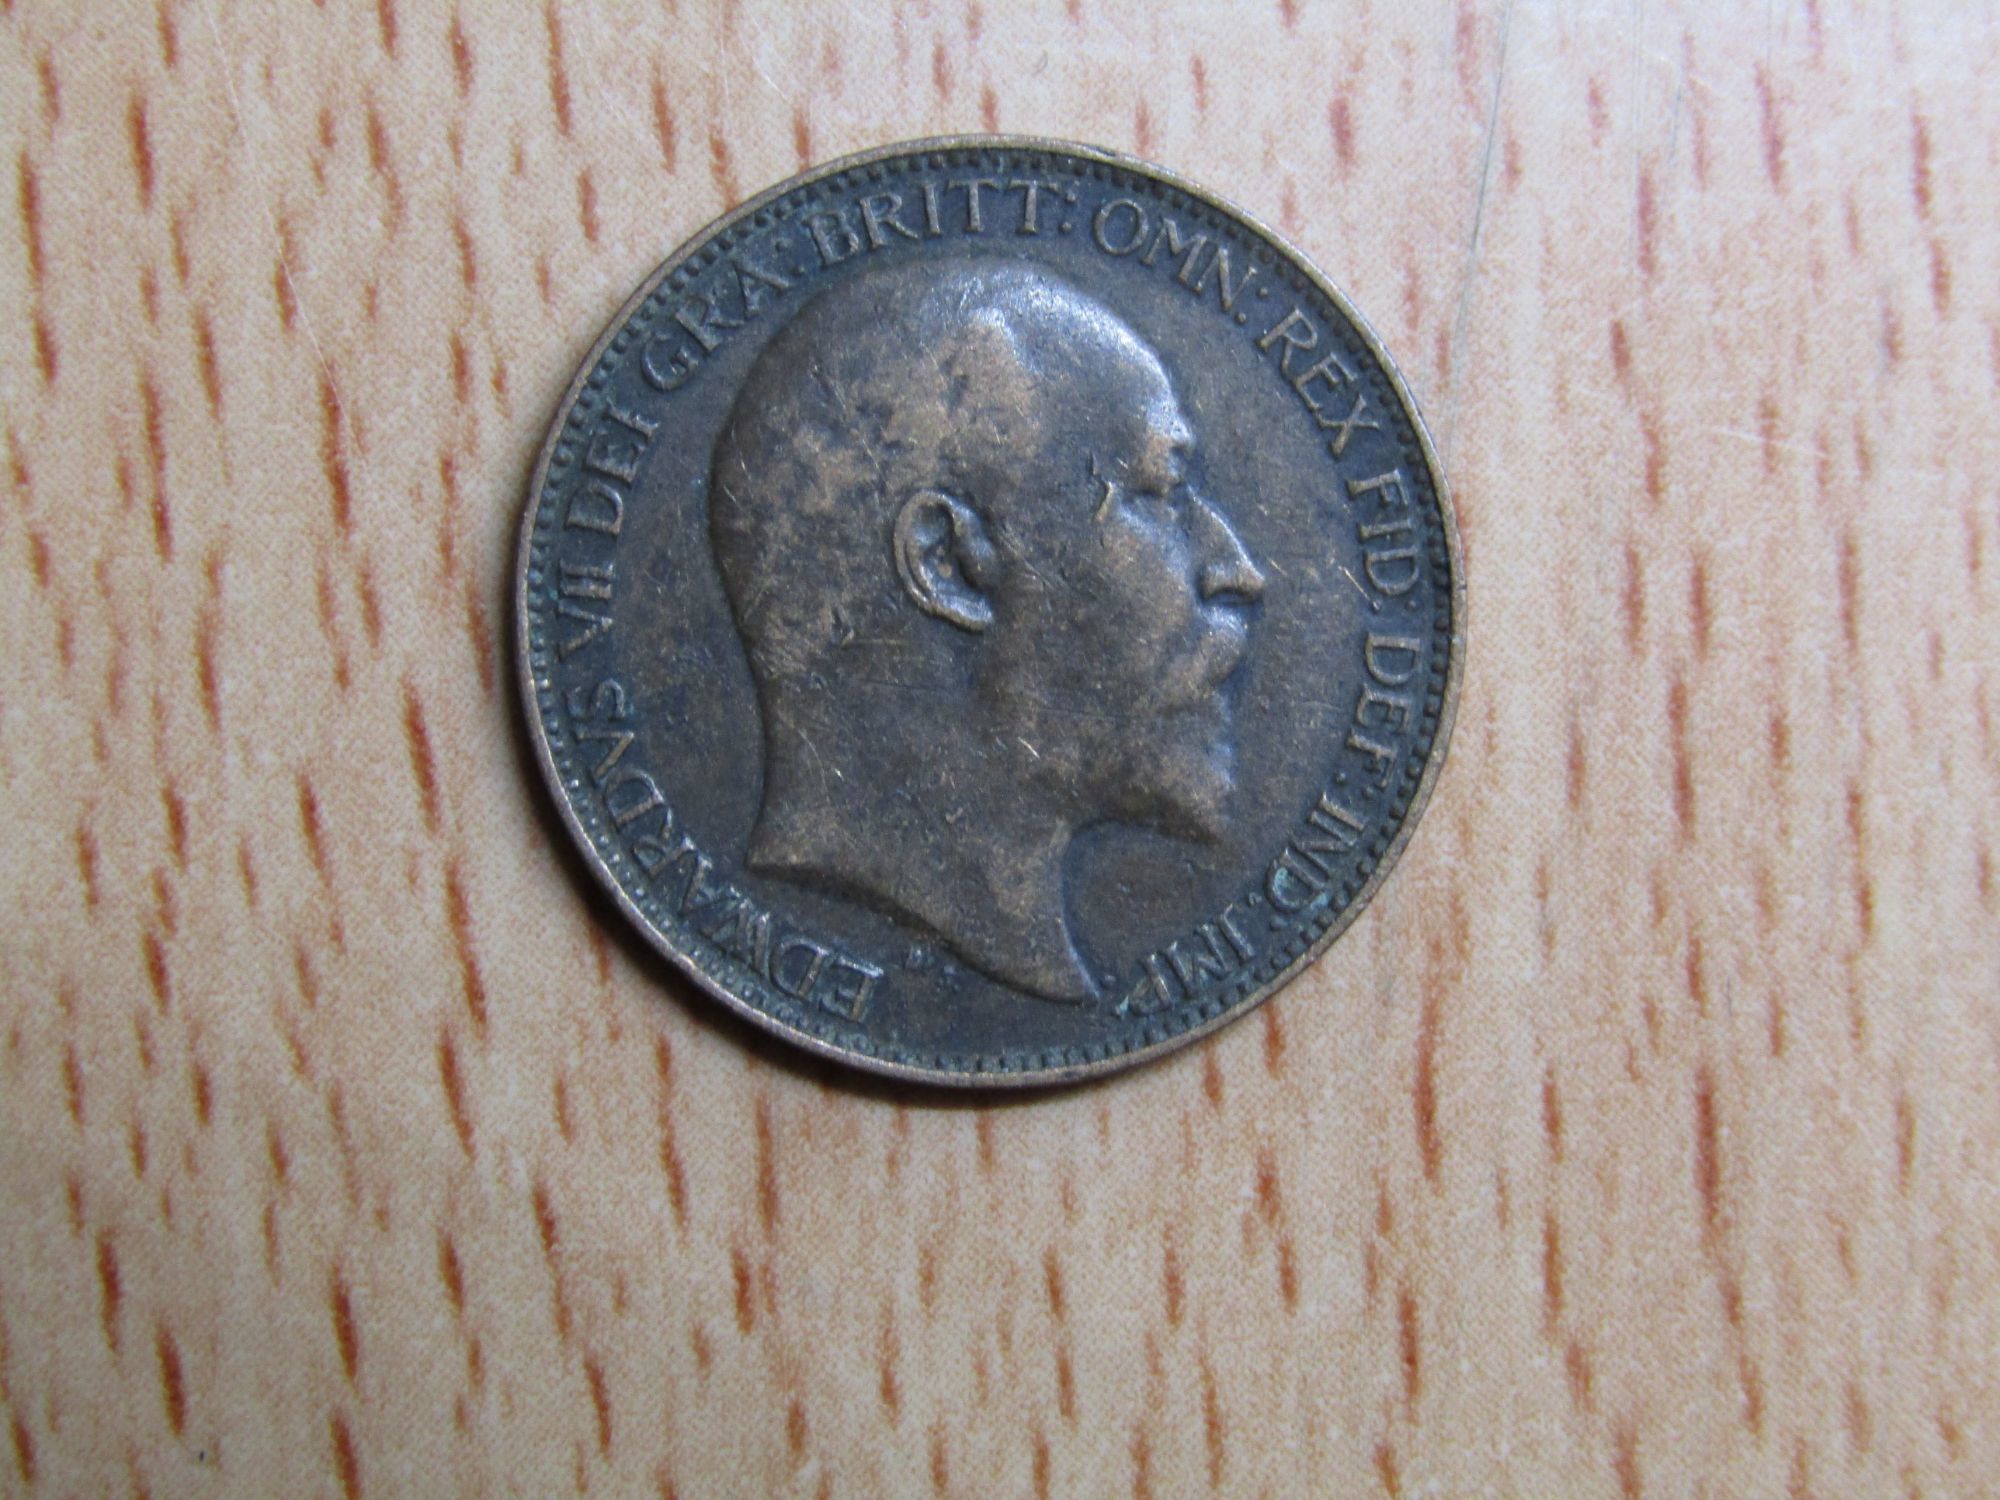 EDWARDVS VII DEI GRA: BRITT: OMN: REX FID: DEF: IND: IMP: